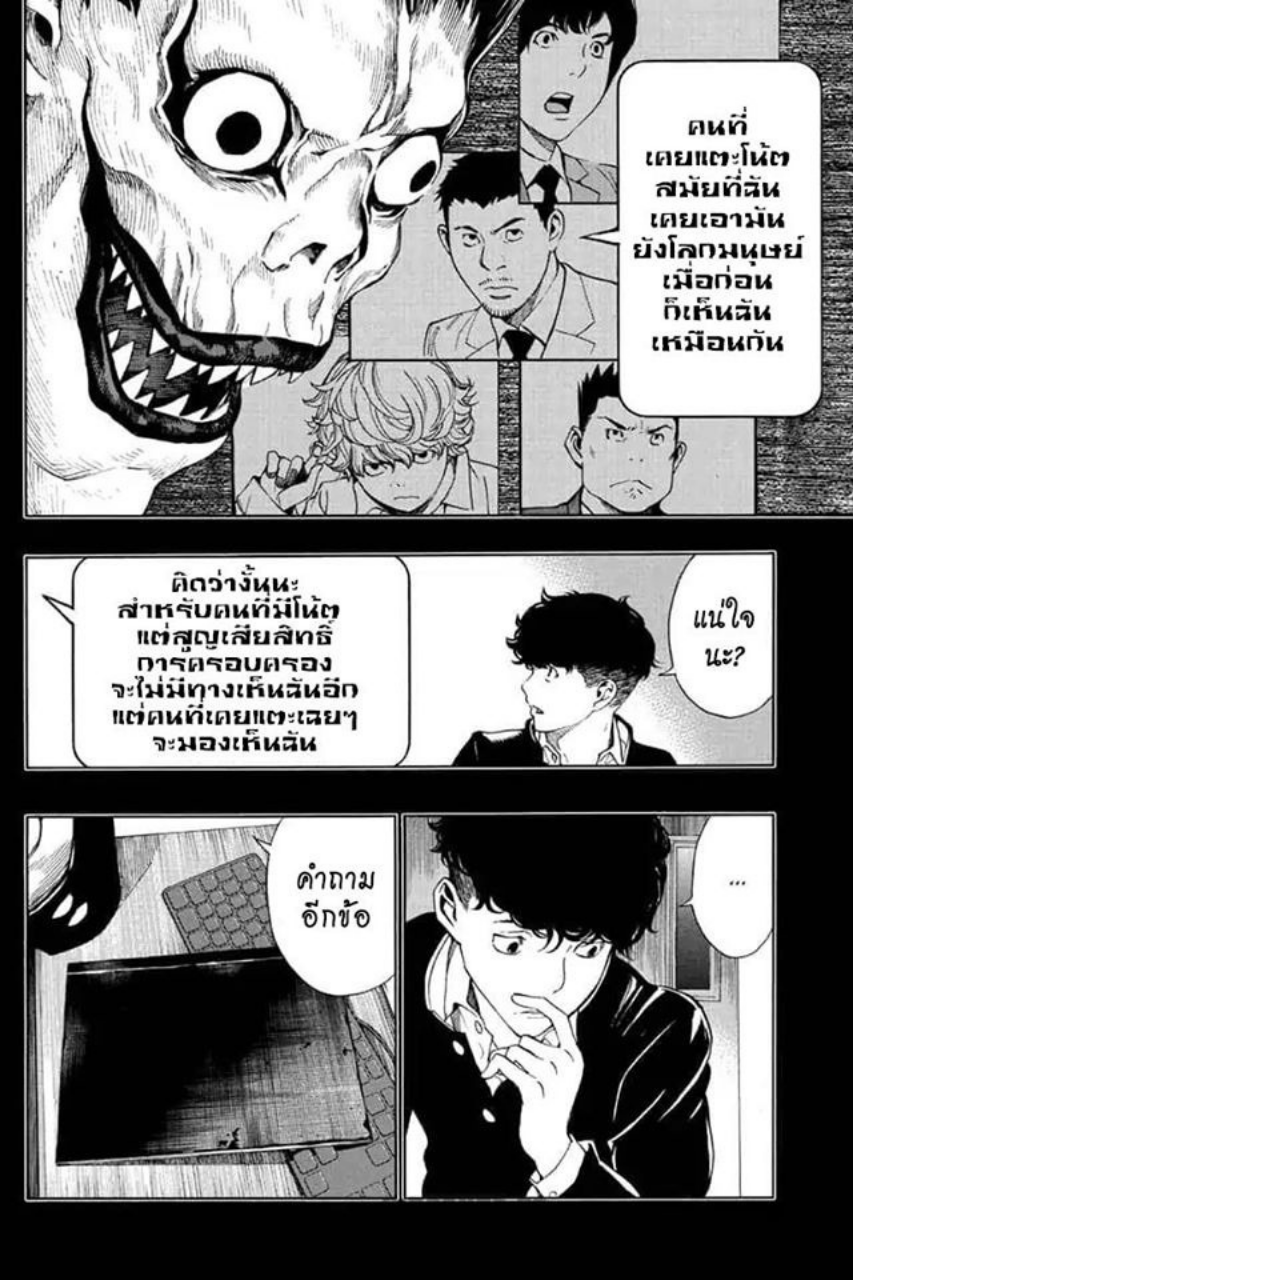 คนที่
เคยแตะโน้ต
สมัยที่ฉัน
เคยเอามัน
ยังโลกมนุษย์
เมื่อก่อน
ก็เห็นฉัน
เหมือนกัน
แน่ใจ
นะ?
คิดว่างั้นนะ
สำหรับคนที่มีโน้ต
แต่สูญเสียสิทธิ์
การครอบครอง
จะไม่มีทางเห็นฉันอีก
แต่คนที่เคยแตะเฉยๆ
จะมองเห็นฉัน
...
คำถาม
อีกข้อ